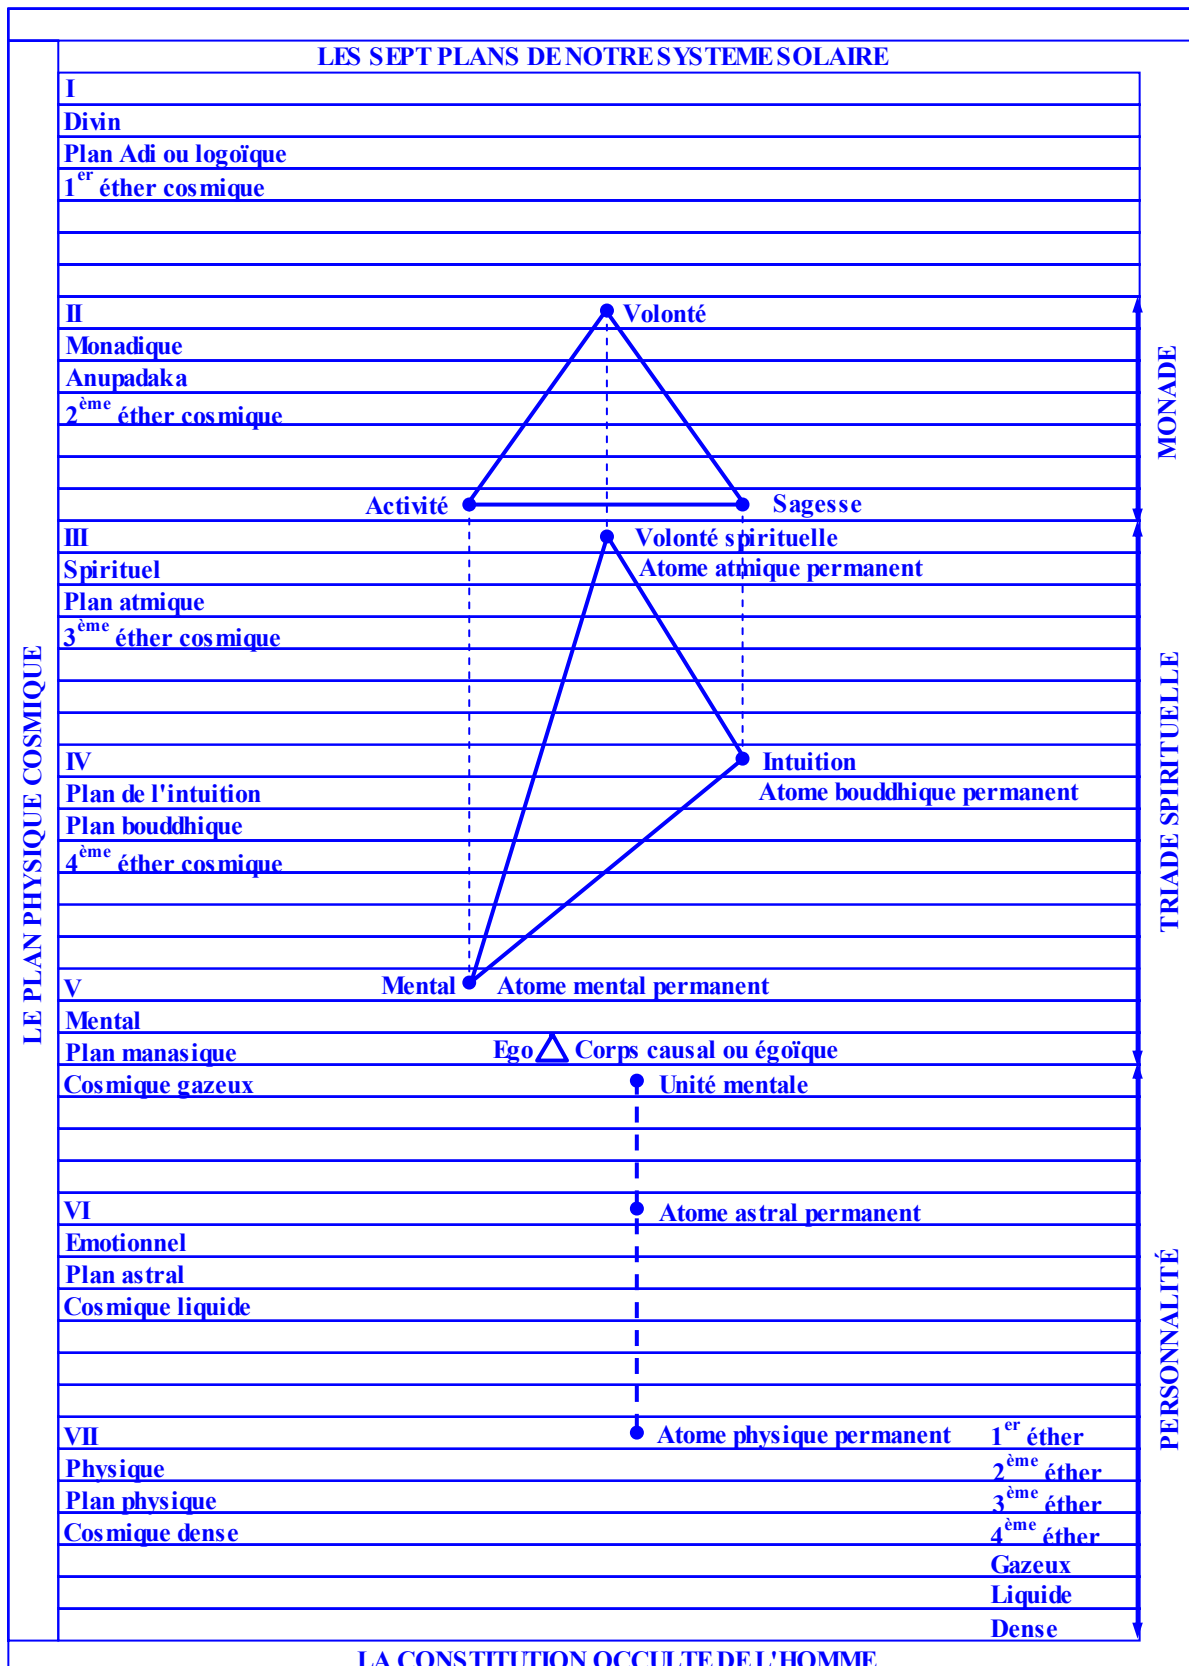 LES SEPT PLANS DE NOTRE SYSTEME SOLAIRE
I
Divin
Plan Adi ou logoïque
1er éther cosmique
II
Volonté
Monadique
Anupadaka
2ème éther cosmique
Activité
Sagesse
III
Volonté spirituelle
Spirituel
Atome atmique permanent
Plan atmique
3ème éther cosmique
IV
Intuition
Plan de l'intuition
Atome bouddhique permanent
Plan bouddhique
4ème éther cosmique
V
Mental
Atome mental permanent
Mental
Plan manasique
Ego
Corps causal ou égoïque
Cosmique gazeux
Unité mentale
VI
Atome astral permanent
Emotionnel
Plan astral
Cosmique liquide
VII
Atome physique permanent
1er éther
Physique
2ème éther
Plan physique
3ème éther
Cosmique dense
4ème éther
Gazeux
Liquide
Dense
LE PLAN PHYSIQUE COSMIQUE
MONADE
TRIADE SPIRITUELLE
PERSONNALITÉ
LA CONSTITUTION OCCULTE DE L'HOMME